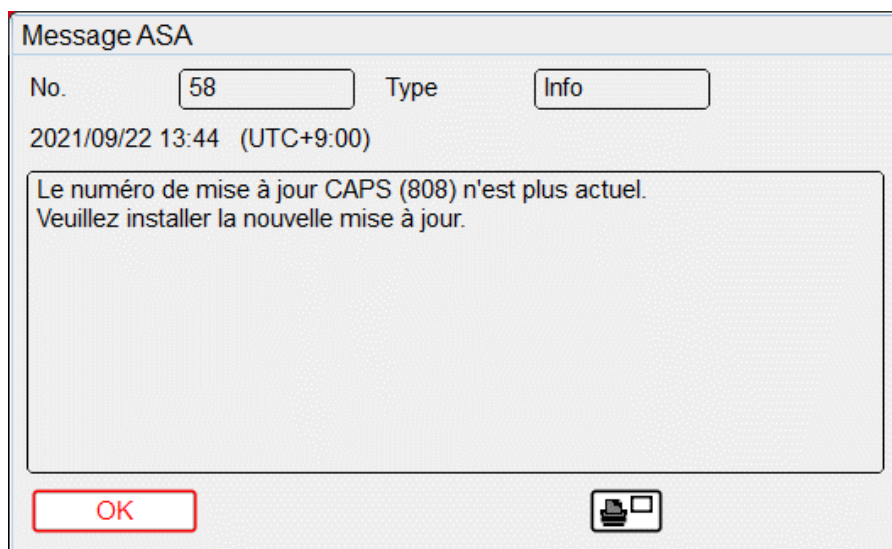 Message ASA
No. 58 Type Info
2021/09/22 13:44 (UTC+9:00)
Le numéro de mise à jour CAPS (808) n'est plus actuel.
Veuillez installer la nouvelle mise à jour.
OK